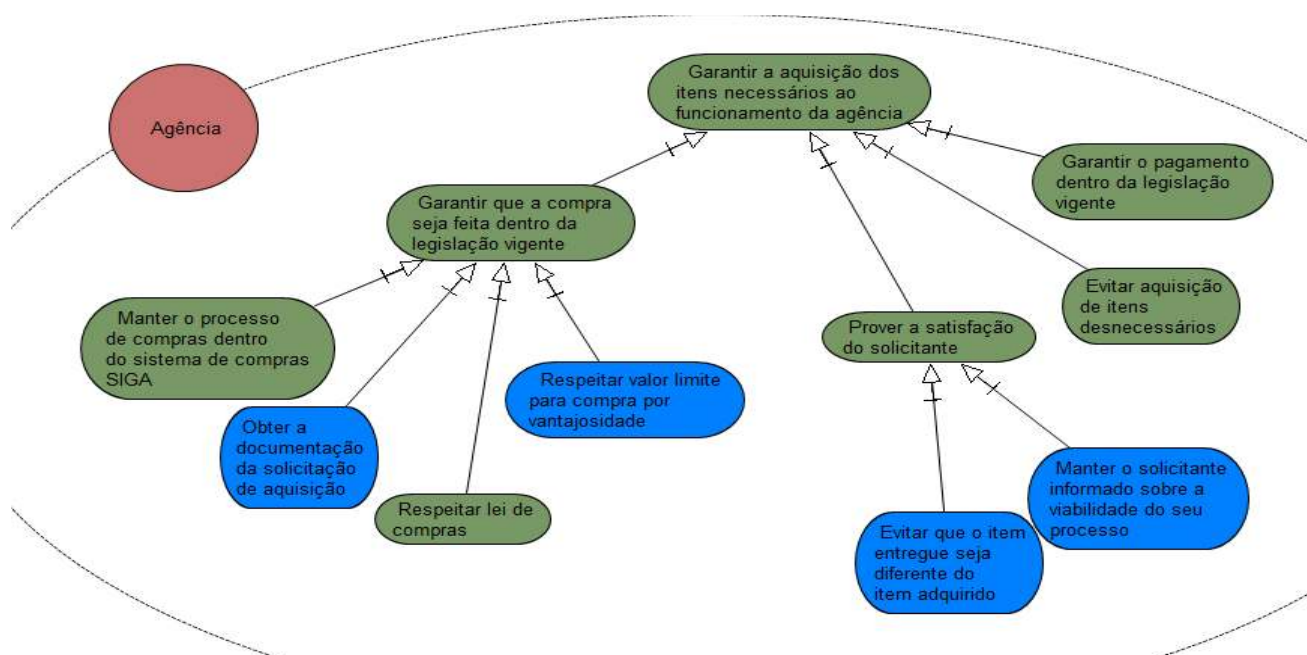 Agência
Garantir a aquisição dos
itens necessários ao
funcionamento da agência
Garantir o pagamento
dentro da legislação
vigente
Garantir que a compra
seja feita dentro da
legislação vigente
Evitar aquisição
de itens
desnecessários
Manter o processo
de compras dentro
do sistema de compras
SIGA
Prover a satisfação
do solicitante
Respeitar valor limite
para compra por
vantajosidade
Obter a
documentação
da solicitação
de aquisição
Respeitar lei de
compras
Manter o solicitante
informado sobre a
viabilidade do seu
processo
Evitar que o item
entregue seja
diferente do
item adquirido